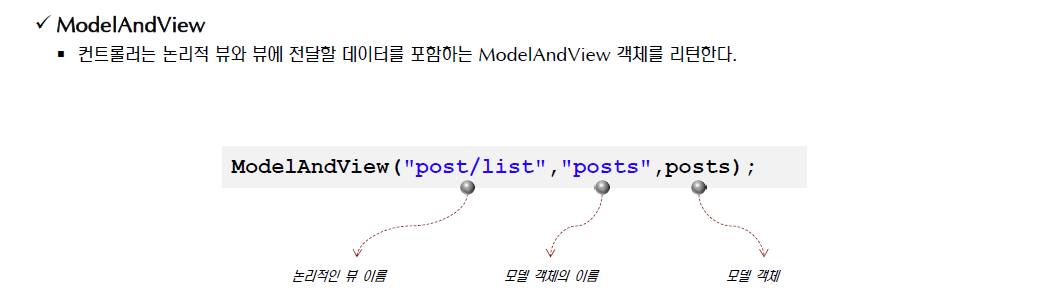 ModelAndView
컨트롤러는 논리적 뷰와 뷰에 전달할 데이터를 포함하는 ModelAndView 객체를 리턴한다.
ModelAndView("post/list","posts",posts);
논리적인 뷰 이름 모델 객체의 이름 모델 객체